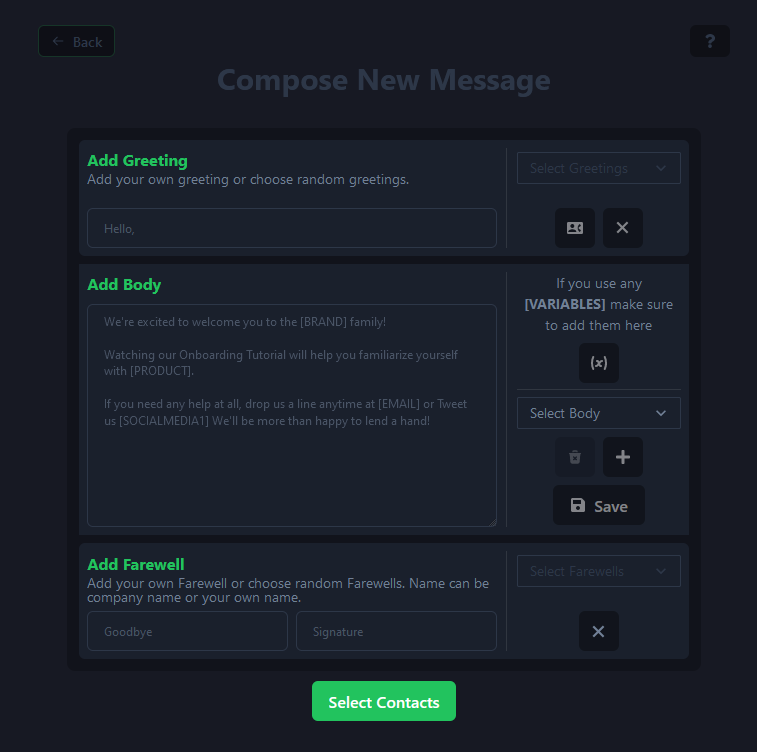 Back
?
Compose New Message
Add Greeting
Add your own greeting or choose random greetings.
Select Greetings
Hello,
Add Body
We're excited to welcome you to the [BRAND] family!
Watching our Onboarding Tutorial will help you familiarize yourself
with [PRODUCT].
If you need any help at all, drop us a line anytime at [EMAIL] or Tweet
us [SOCIALMEDIA1] We'll be more than happy to lend a hand!
If you use any
[VARIABLES] make sure
to add them here
(x)
Select Body
Save
Add Farewell
Add your own Farewell or choose random Farewells. Name can be
company name or your own name.
Goodbye
Signature
Select Farewells
Select Contacts